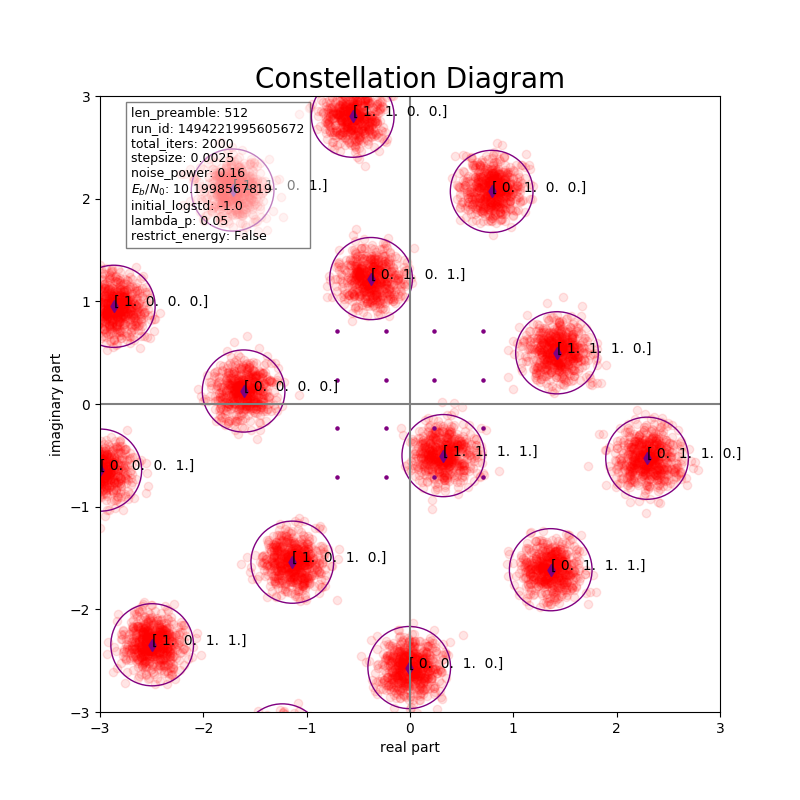 Constellation Diagram
3
[ 1. 1. 0. 0.]
len_preamble: 512
run_id: 1494221995605672
total_iters: 2000
stepsize: 0.0025
noise_power: 0.16
E_b/N_0: 10.1998567819
initial_logstd: -1.0
lambda_p: 0.05
restrict_energy: False
0. 1.]
[ 0. 1. 0. 0.]
2
[ 0. 1. 0. 1.]
1
[ 1. 0. 0. 0.]
[ 1. 1. 1. 0.]
[ 0. 0. 0. 0.]
0
imaginary part
[ 1. 1. 1. 1.]
[ 0. 1. 1. 0.]
[ 0. 0. 0. 1.]
−1
[ 1. 0. 1. 0.]
[ 0. 1. 1. 1.]
−2
[ 1. 0. 1. 1.]
[ 0. 0. 1. 0.]
−3
−3 −2 −1 0 1 2 3
real part